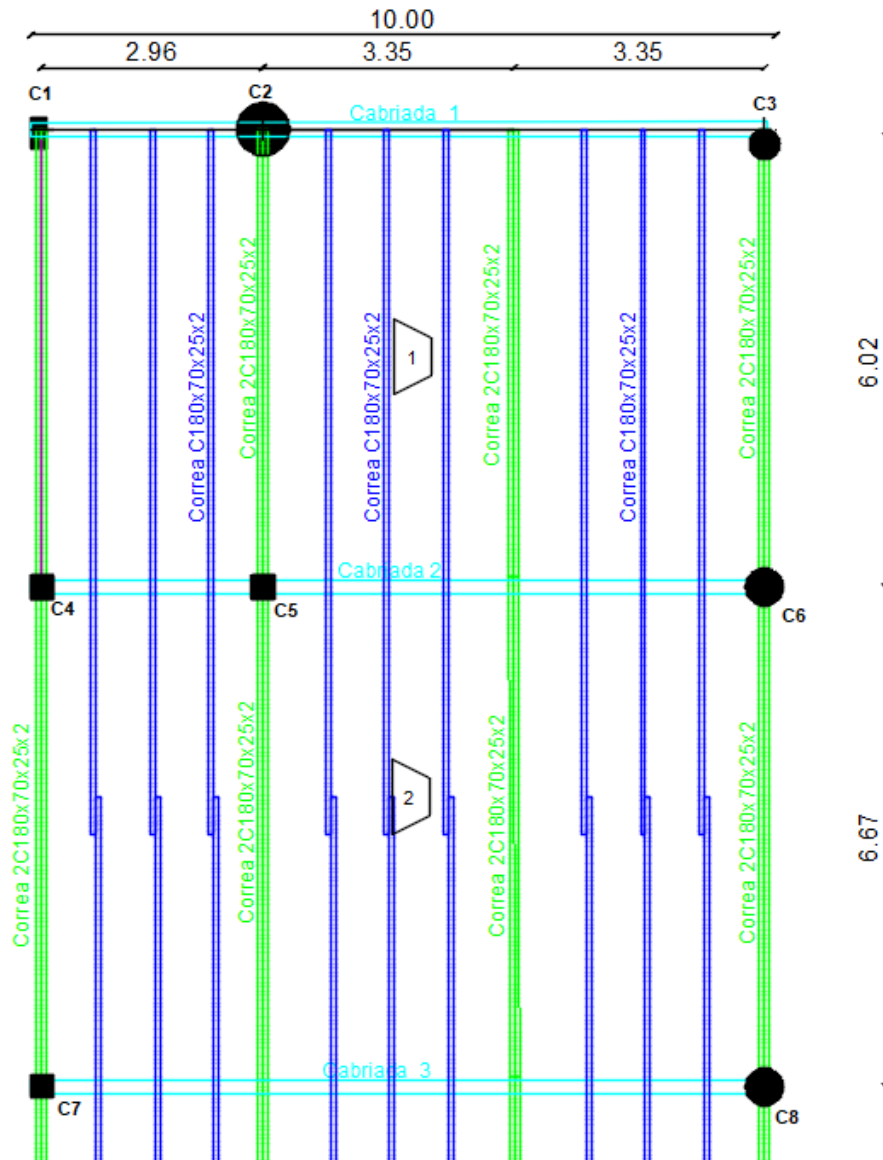 10.00
2.96
3.35
3.35
C1
C2
C3
Cabriada 1
Correa 2C180x70x25x2
Correa 2C180x70x25x2
Correa 2C180x70x25x2
Correa C180x70x25x2
Correa C180x70x25x2
Correa C180x70x25x2
1
6.02
Cabriada 2
C4
C5
C6
Correa 2C180x70x25x2
Correa 2C180x70x25x2
Correa 2C180x70x25x2
Correa 2C180x70x25x2
2
6.67
Cabriada 3
C7
C8